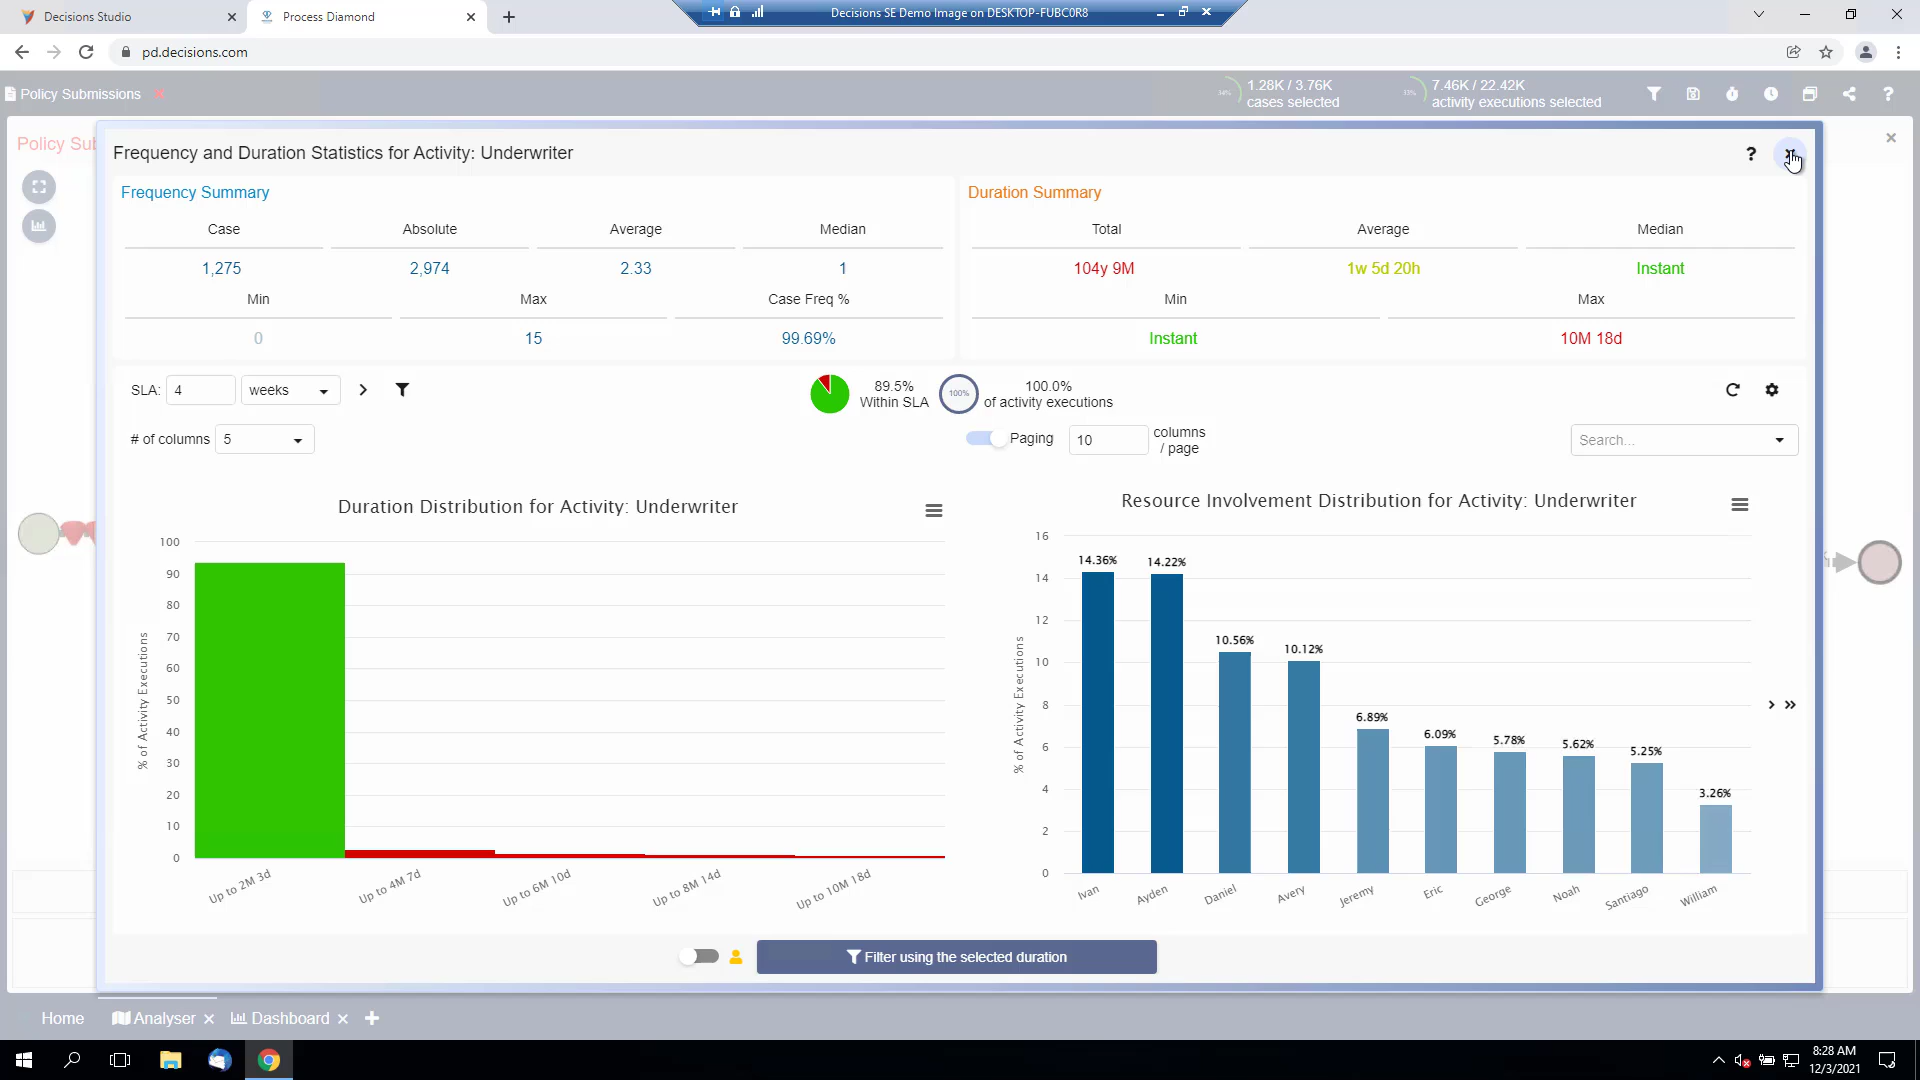 Decisions Studio
Process Diamond
Decisions SE Demo Image on DESKTOP-FUBC0R8
pd.decisions.com
Policy Submissions
34%
1.28K / 3.76K
cases selected
33%
7.46K / 22.42K
activity executions selected
Policy Sub
Frequency and Duration Statistics for Activity: Underwriter
?
Frequency Summary
Case
Absolute
Average
Median
1,275
2,974
2.33
1
Min
Max
Case Freq %
0
15
99.69%
Duration Summary
Total
Average
Median
104y 9M
1w 5d 20h
Instant
Min
Max
Instant
10M 18d
SLA:
4
weeks
89.5%
Within SLA
100%
100.0%
of activity executions
# of columns
5
Paging
10
columns
/ page
Search...
Duration Distribution for Activity: Underwriter
% of Activity Executions
100
90
80
70
60
50
40
30
20
10
0
Up to 2M 3d
Up to 4M 7d
Up to 6M 10d
Up to 8M 14d
Up to 10M 18d
Resource Involvement Distribution for Activity: Underwriter
% of Activity Executions
16
14
12
10
8
6
4
2
0
14.36%
14.22%
10.56%
10.12%
6.89%
6.09%
5.78%
5.62%
5.25%
3.26%
Ivan
Ayden
Daniel
Avery
Jeremy
Eric
George
Noah
Santiago
William
Filter using the selected duration
Home
Analyser
Dashboard
8:28 AM
12/3/2021